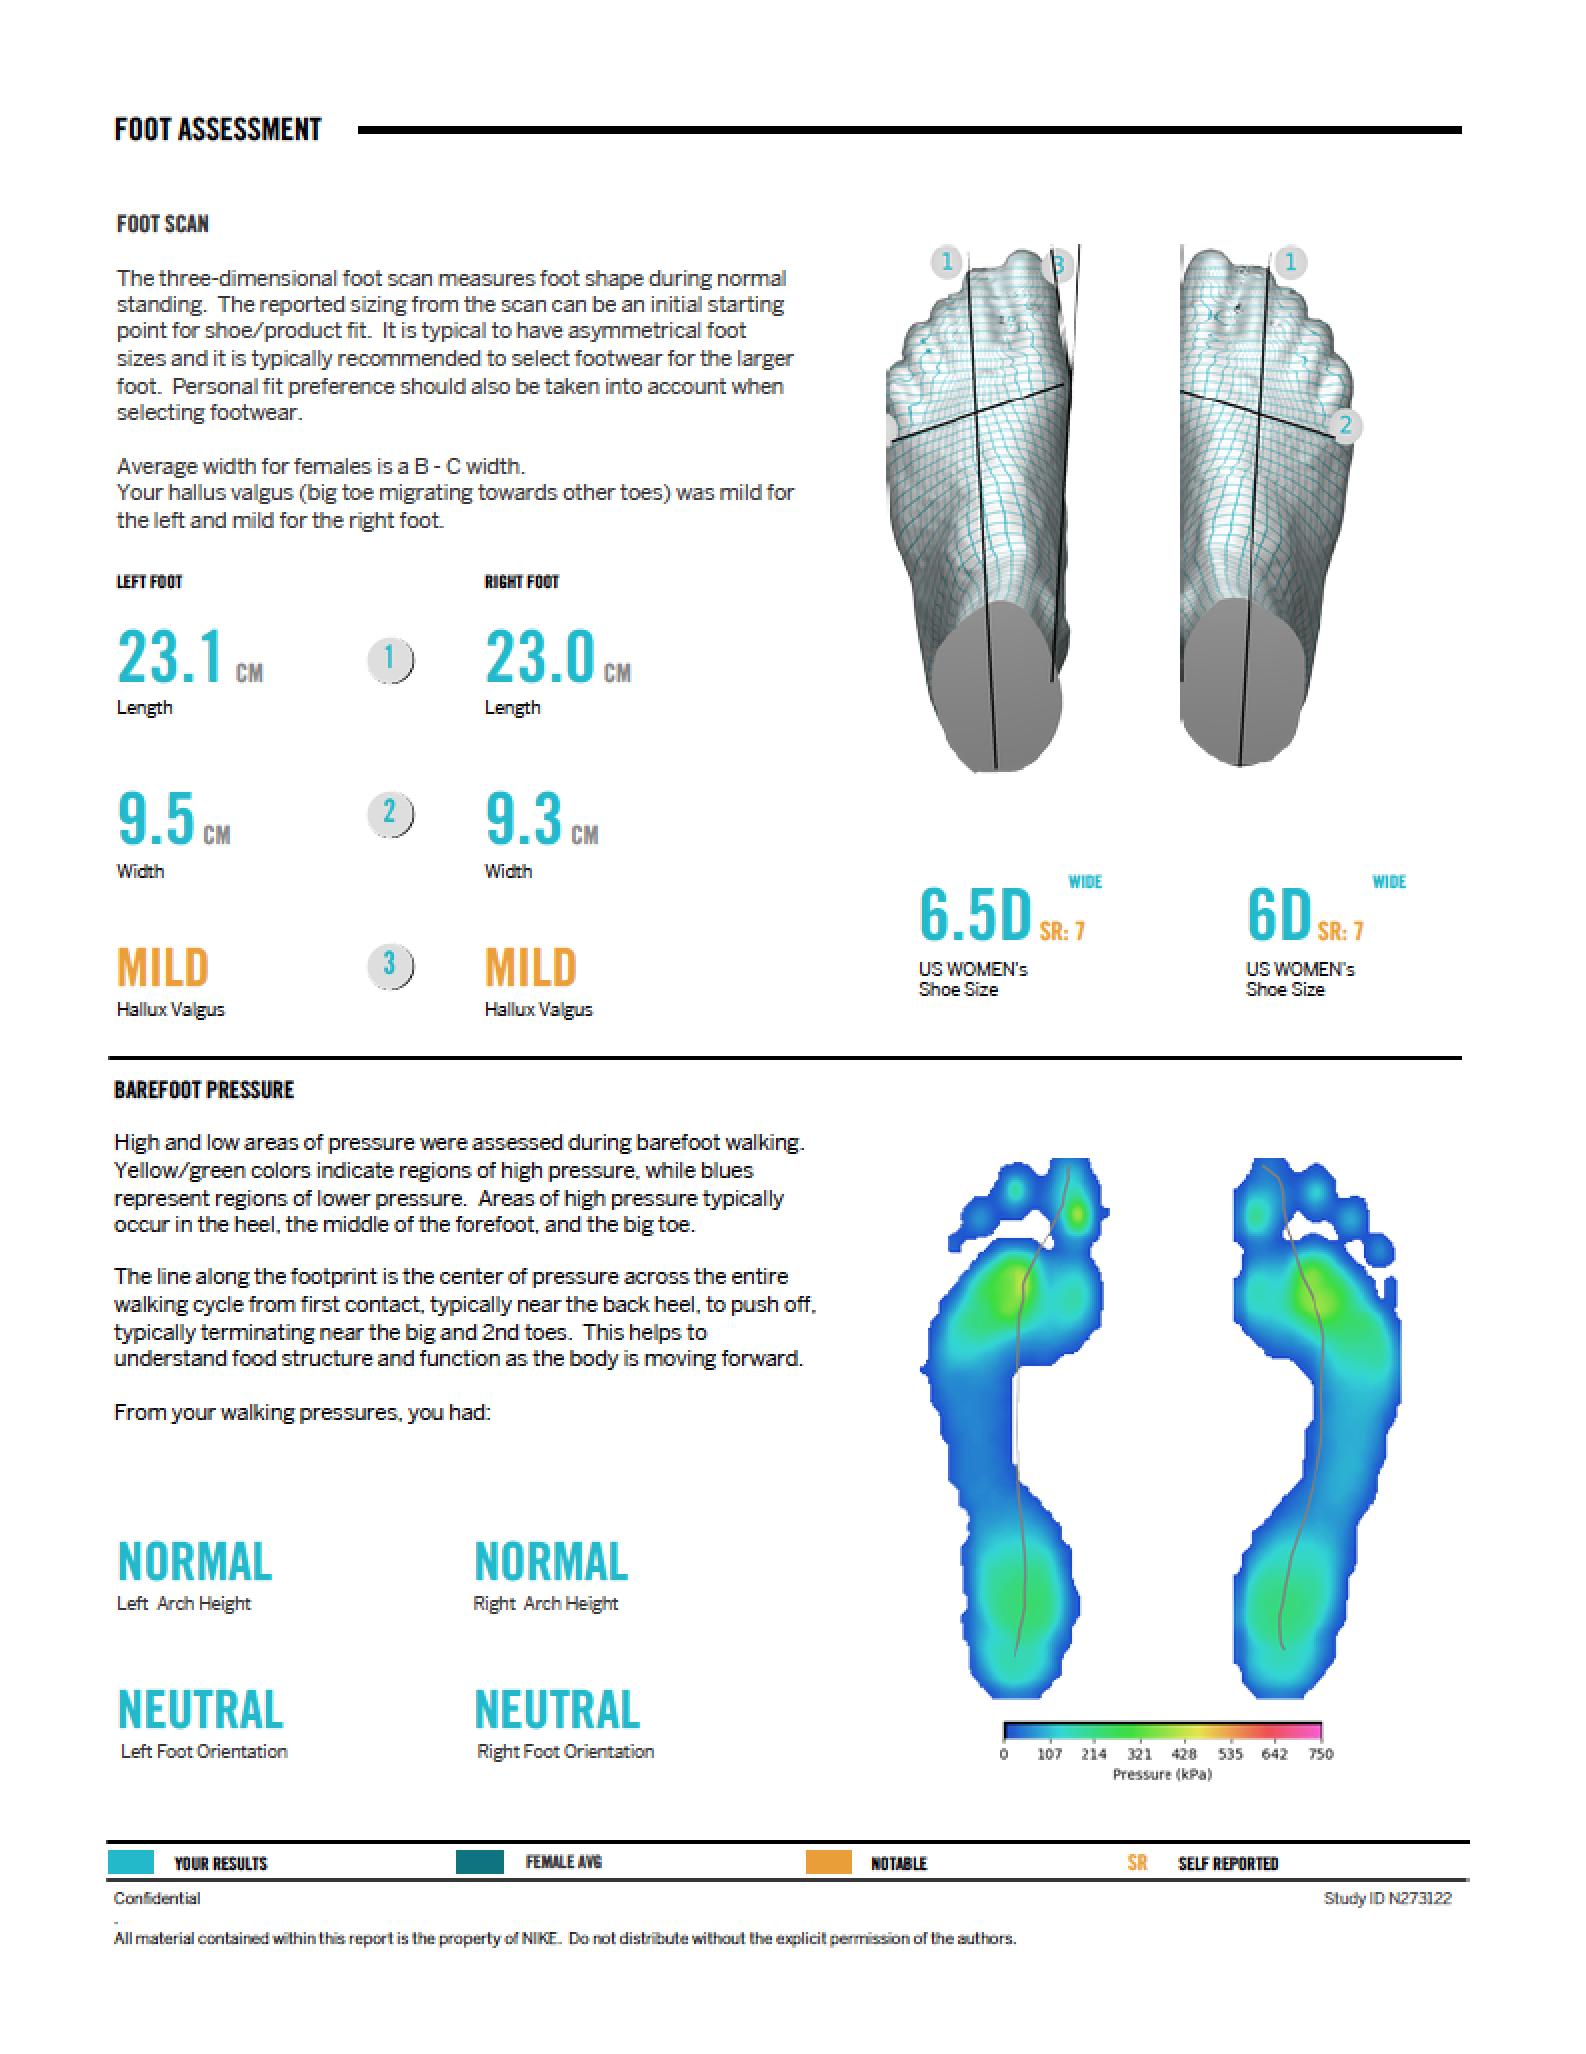 FOOT ASSESSMENT
FOOT SCAN
The three-dimensional foot scan measures foot shape during normal
standing. The reported sizing from the scan can be an initial starting
point for shoe/product fit. It is typical to have asymmetrical foot
sizes and it is typically recommended to select footwear for the larger
foot. Personal fit preference should also be taken into account when
selecting footwear.
Average width for females is a B - C width.
Your hallus valgus (big toe migrating towards other toes) was mild for
the left and mild for the right foot.
LEFT FOOT
RIGHT FOOT
23.1 CM
1
23.0 CM
Length
Length
9.5 CM
2
9.3 CM
Width
Width
MILD
3
MILD
Hallux Valgus
Hallux Valgus
1
3
1
2
WIDE
6.5D SR: 7
US WOMEN's
Shoe Size
WIDE
6D SR: 7
US WOMEN's
Shoe Size
BAREFOOT PRESSURE
High and low areas of pressure were assessed during barefoot walking.
Yellow/green colors indicate regions of high pressure, while blues
represent regions of lower pressure. Areas of high pressure typically
occur in the heel, the middle of the forefoot, and the big toe.
The line along the footprint is the center of pressure across the entire
walking cycle from first contact, typically near the back heel, to push off,
typically terminating near the big and 2nd toes. This helps to
understand food structure and function as the body is moving forward.
From your walking pressures, you had:
NORMAL
Left Arch Height
NORMAL
Right Arch Height
NEUTRAL
Left Foot Orientation
NEUTRAL
Right Foot Orientation
0 107 214 321 428 535 642 750
Pressure (kPa)
YOUR RESULTS
FEMALE AVG
NOTABLE
SR SELF REPORTED
Confidential
Study ID N273122
.
All material contained within this report is the property of NIKE. Do not distribute without the explicit permission of the authors.